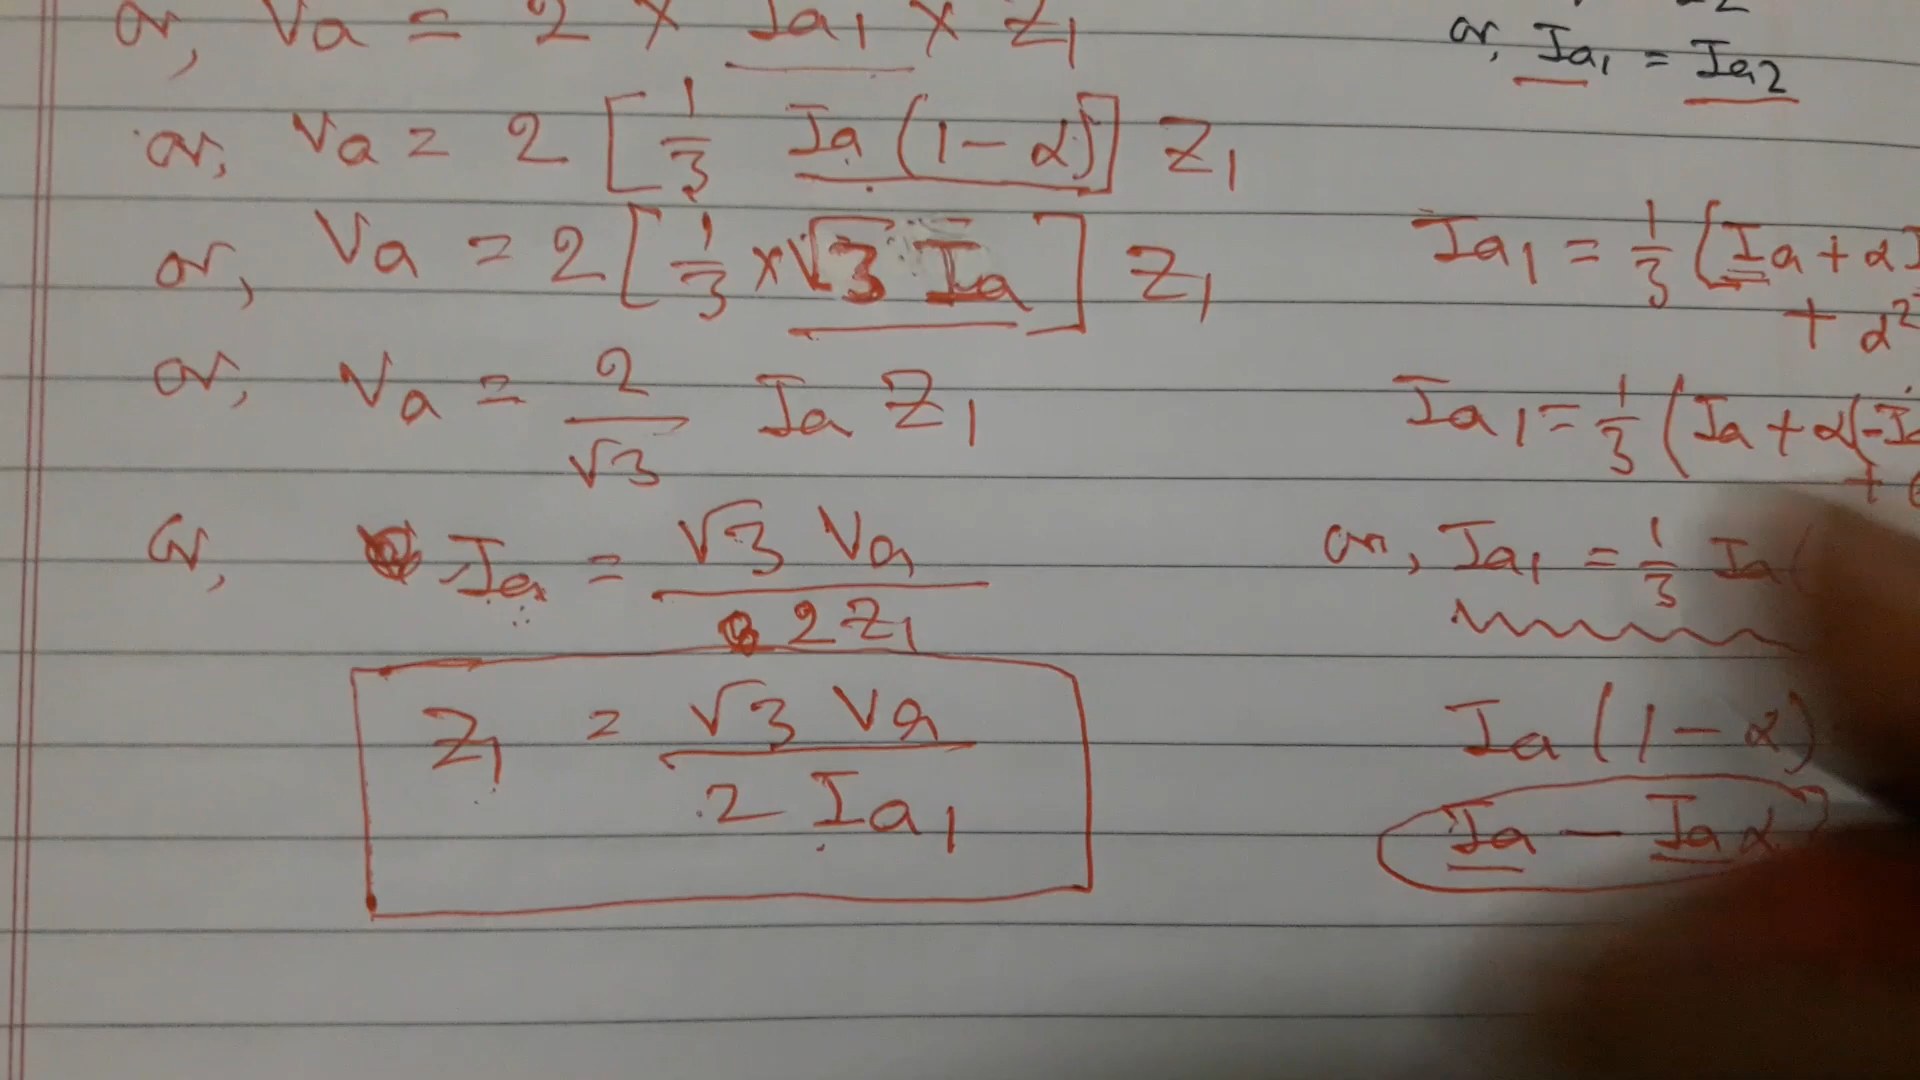 or, Va = 2 × Ia1 × Z1
or, Va = 2 [1/3 Ia (1-α)] Z1
or, Va = 2 [1/3 × √3 Ia] Z1
or, Va = 2/√3 Ia Z1
or, Ia = √3 Va / 2Z1
Z1 = √3 Va / 2 Ia1
or, Ia1 = Ia2
Ia1 = 1/3 (Ia + α
+ α²
Ia1 = 1/3 (Ia + α(-I
+
or, Ia1 = 1/3 Ia (
Ia (1 - α)
Ia - Ia α